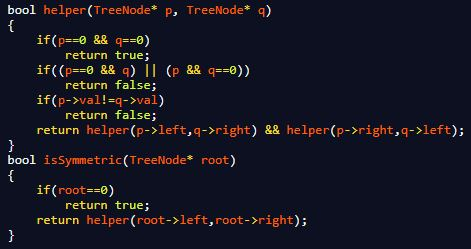 bool helper(TreeNode* p, TreeNode* q)
{
    if(p==0 && q==0)
        return true;
    if((p==0 && q) || (p && q==0))
        return false;
    if(p->val!=q->val)
        return false;
    return helper(p->left,q->right) && helper(p->right,q->left);
}
bool isSymmetric(TreeNode* root)
{
    if(root==0)
        return true;
    return helper(root->left,root->right);
}